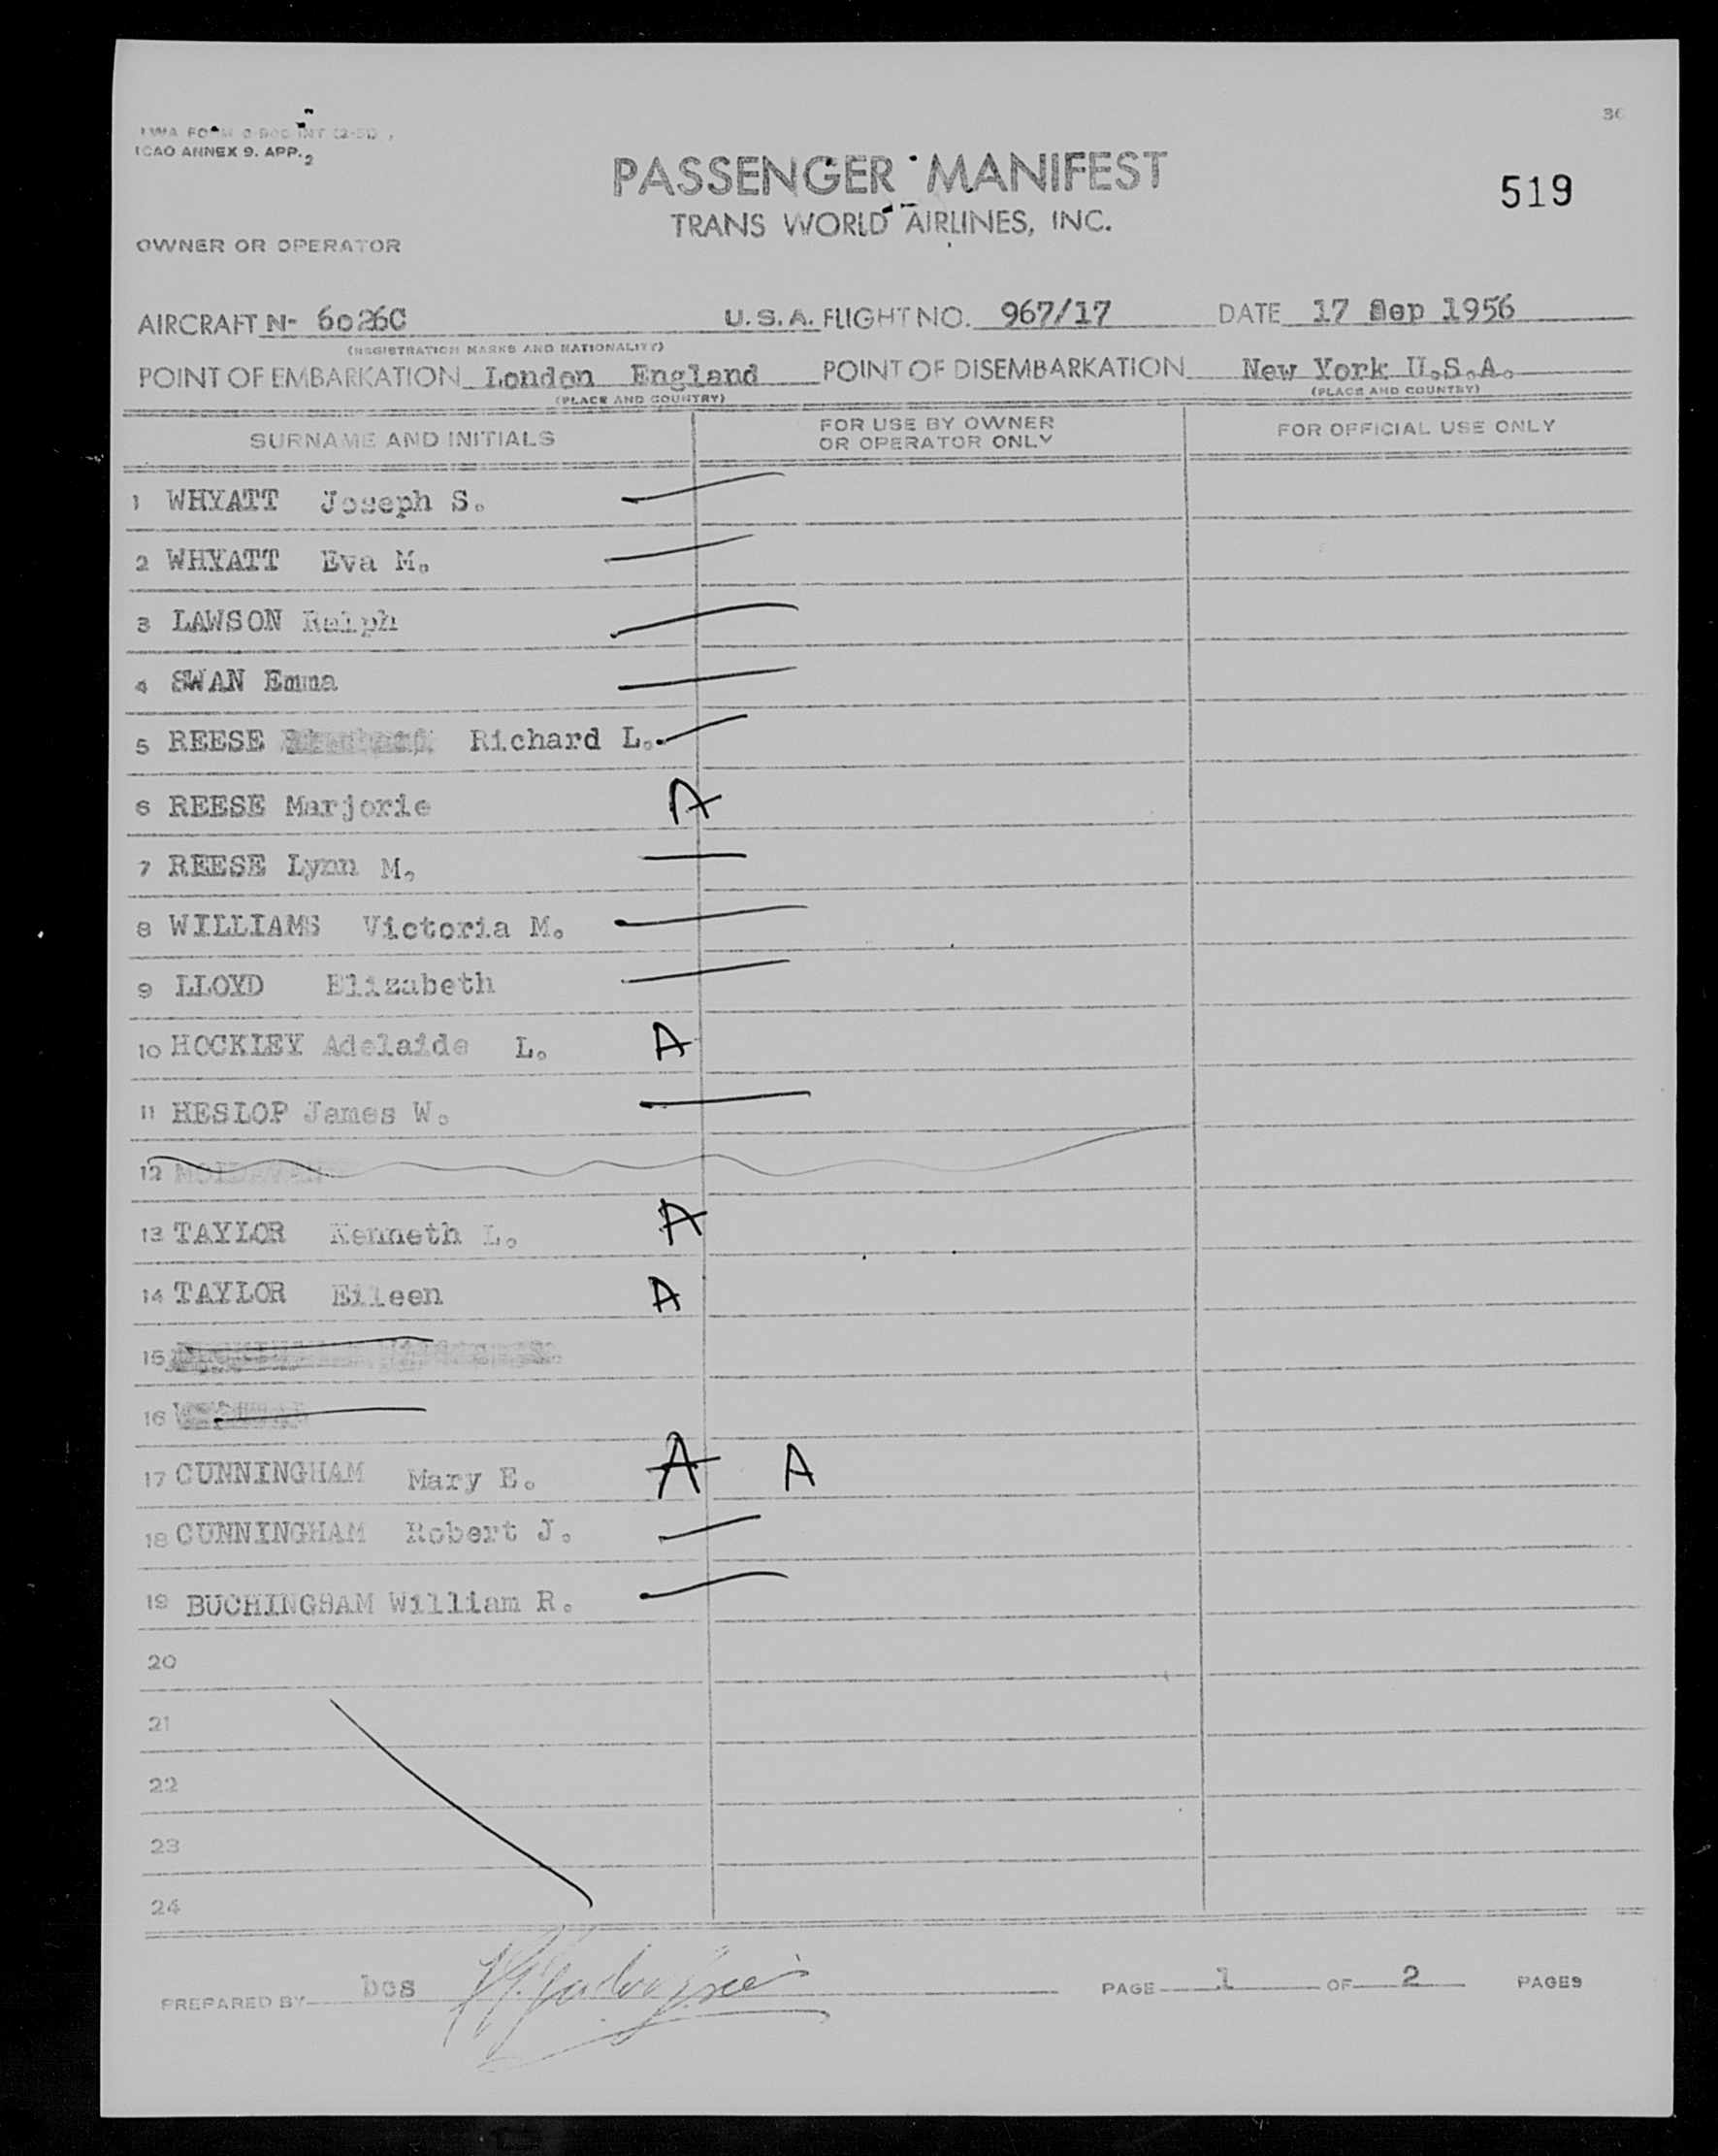 36
ICAO ANNEX 9. APP. 2
PASSENGER MANIFEST
519
TRANS WORLD AIRLINES, INC.
OWNER OR OPERATOR
AIRCRAFT N- 6026C U.S.A. FLIGHT NO. 967/17 DATE 17 Sep 1956
(REGISTRATION MARKS AND NATIONALITY)
POINT OF EMBARKATION London England POINT OF DISEMBARKATION New York U.S.A.
(PLACE AND COUNTRY) (PLACE AND COUNTRY)
SURNAME AND INITIALS FOR USE BY OWNER OR OPERATOR ONLY FOR OFFICIAL USE ONLY
1 WHYATT Joseph S.
2 WHYATT Eva M.
3 LAWSON Ralph
4 SWAN Emma
5 REESE Richard L.
6 REESE Marjorie A
7 REESE Lynn M.
8 WILLIAMS Victoria M.
9 LLOYD Elizabeth
10 HOCKLEY Adelaide L. A
11 HESLOP James W.
12
13 TAYLOR Kenneth L. A
14 TAYLOR Eileen A
15
16
17 CUNNINGHAM Mary E. A A
18 CUNNINGHAM Robert J.
19 BUCHINGHAM William R.
20
21
22
23
24
PREPARED BY bcs PAGE 1 OF 2 PAGES